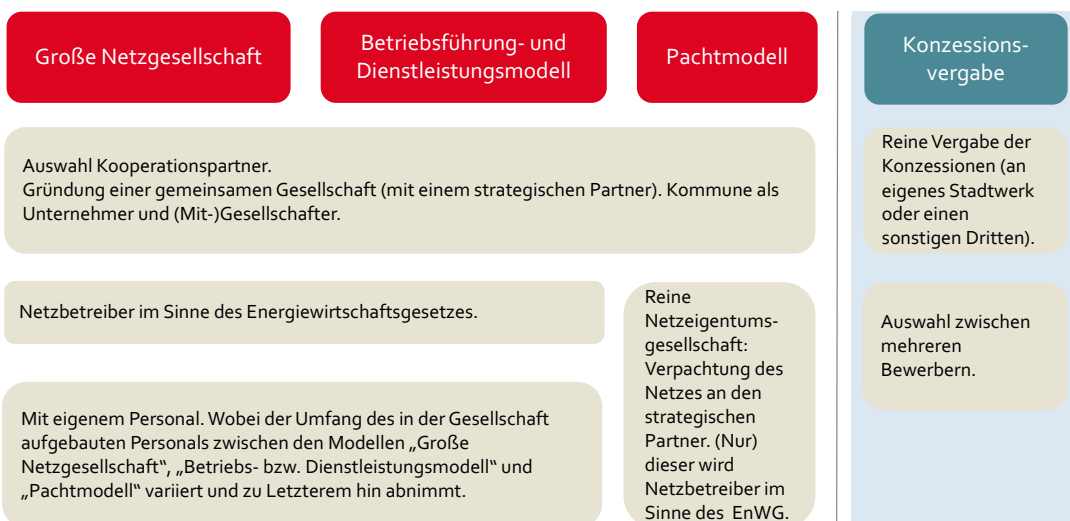 Große Netzgesellschaft
Betriebsführung- und
Dienstleistungsmodell
Pachtmodell
Konzessions-
vergabe
Auswahl Kooperationspartner.
Gründung einer gemeinsamen Gesellschaft (mit einem strategischen Partner). Kommune als
Unternehmer und (Mit-)Gesellschafter.
Reine Vergabe der
Konzessionen (an
eigenes Stadtwerk
oder einen
sonstigen Dritten).
Netzbetreiber im Sinne des Energiewirtschaftsgesetzes.
Reine
Netzeigentums-
gesellschaft:
Verpachtung des
Netzes an den
strategischen
Partner. (Nur)
dieser wird
Netzbetreiber im
Sinne des EnWG.
Auswahl zwischen
mehreren
Bewerbern.
Mit eigenem Personal. Wobei der Umfang des in der Gesellschaft
aufgebauten Personals zwischen den Modellen „Große
Netzgesellschaft“, „Betriebs- bzw. Dienstleistungsmodell“ und
„Pachtmodell“ variiert und zu Letzterem hin abnimmt.